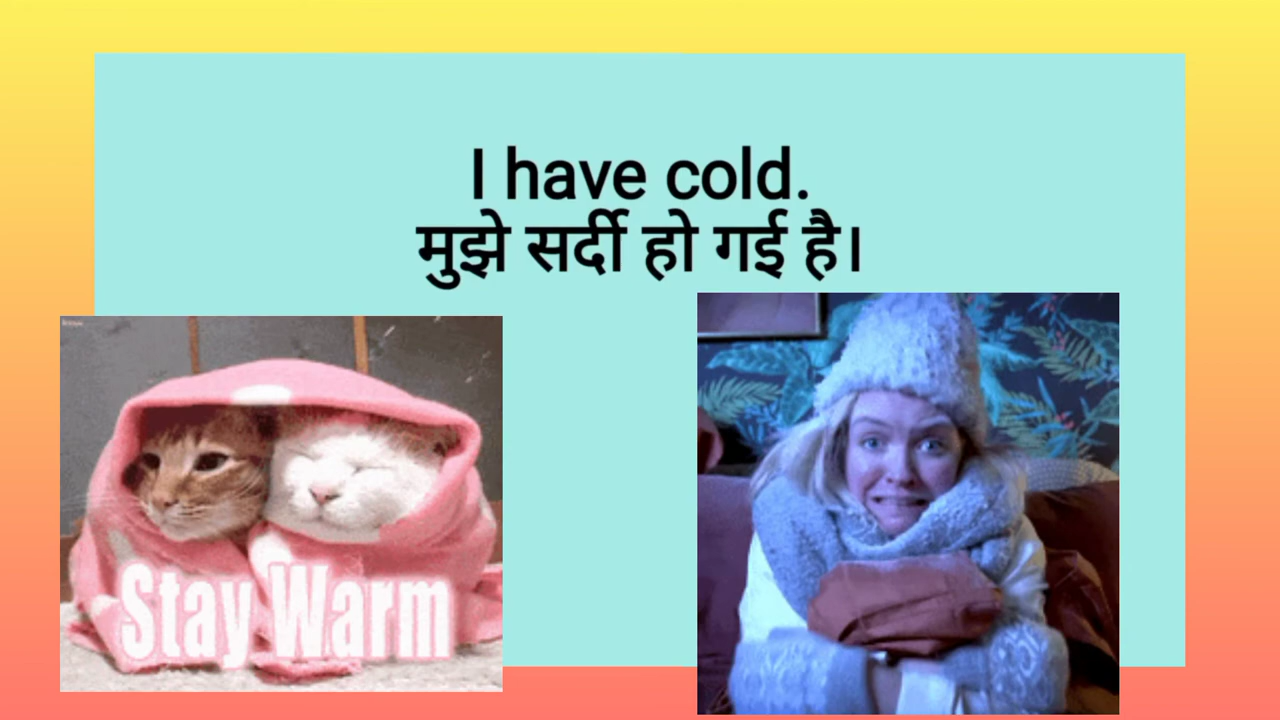 I have cold.
मुझे सर्दी हो गई है।
Stay Warm